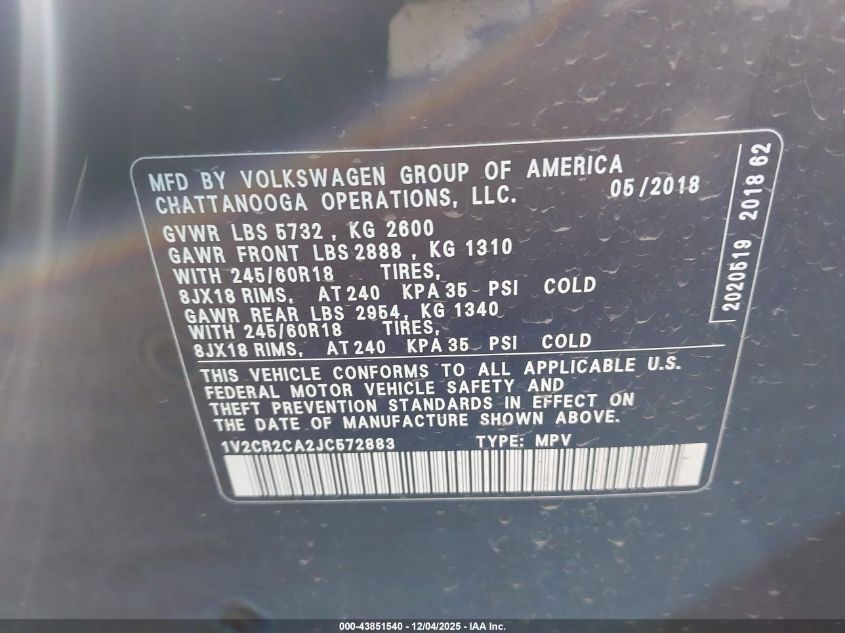 MFD BY VOLKSWAGEN GROUP OF AMERICA
CHATTANOOGA OPERATIONS, LLC. 05/2018
GVWR LBS 5732 , KG 2600
GAWR FRONT LBS 2888 , KG 1310
WITH 245/60R18 TIRES,
8JX18 RIMS, AT 240 KPA 35 PSI COLD
GAWR REAR LBS 2954, KG 1340
WITH 245/60R18 TIRES,
8JX18 RIMS, AT 240 KPA 35 PSI COLD
THIS VEHICLE CONFORMS TO ALL APPLICABLE U.S.
FEDERAL MOTOR VEHICLE SAFETY AND
THEFT PREVENTION STANDARDS IN EFFECT ON
THE DATE OF MANUFACTURE SHOWN ABOVE.
1V2CR2CA2JC572883 TYPE: MPV
2020519 2018 62
000-43851540 - 12/04/2025 - IAA Inc.